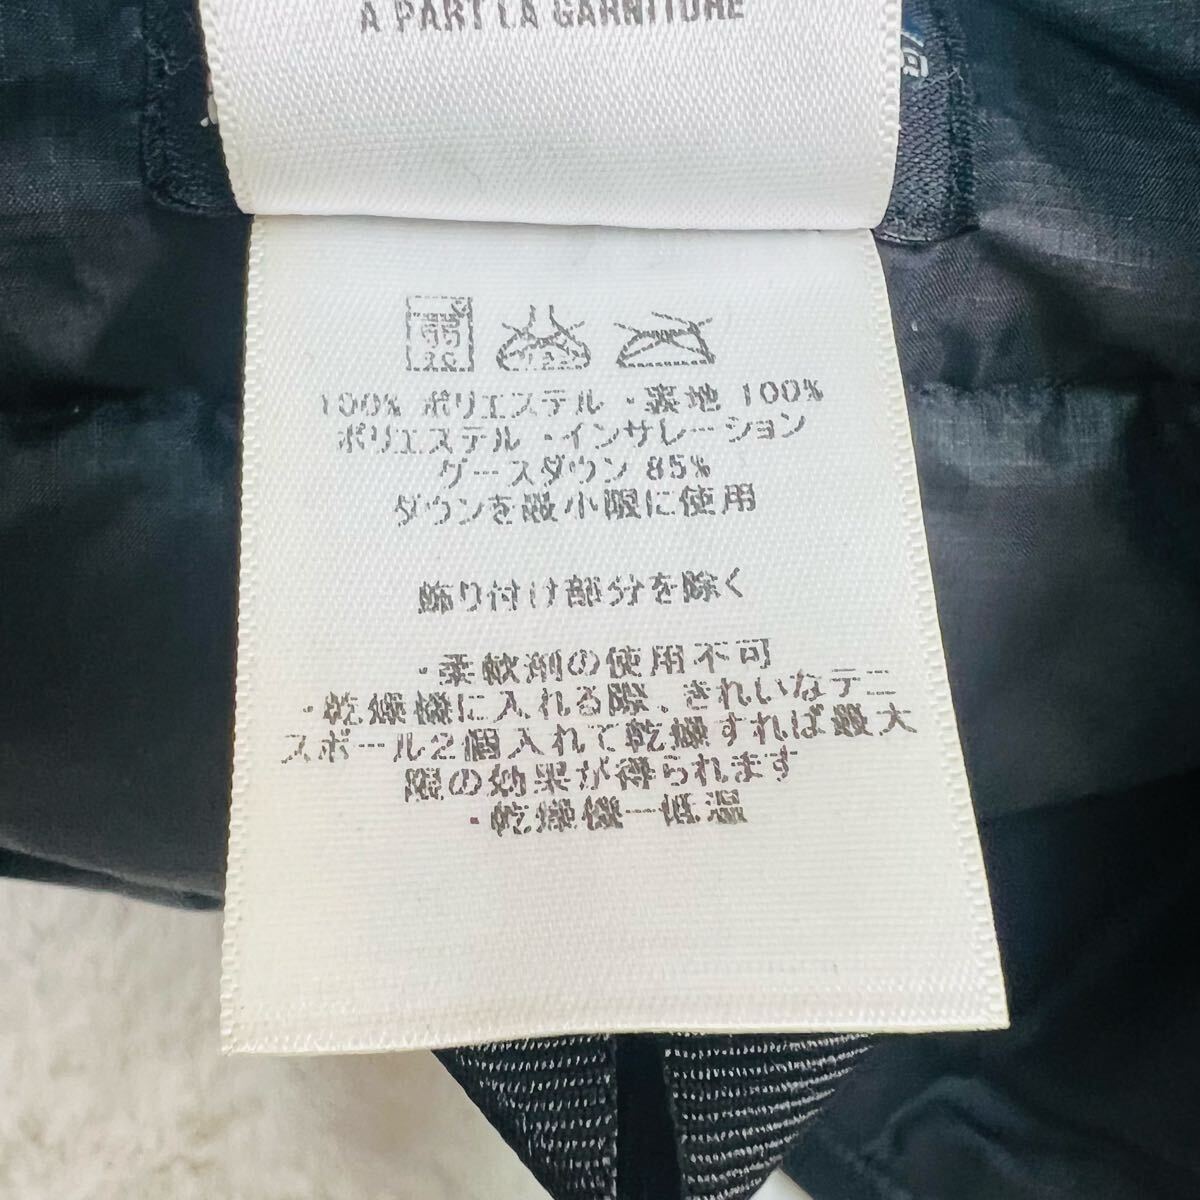 A PART LA GARNITURE
弱
30
100% ポリエステル ・表地 100%
ポリエステル ・インサレーション
グースダウン 85%
ダウンを最小限に使用
飾り付け部分を除く
・柔軟剤の使用不可
・乾燥機に入れる際、きれいなテニ
スボール2個入れて乾燥すれば最大
限の効果が得られます
・乾燥機ー低温